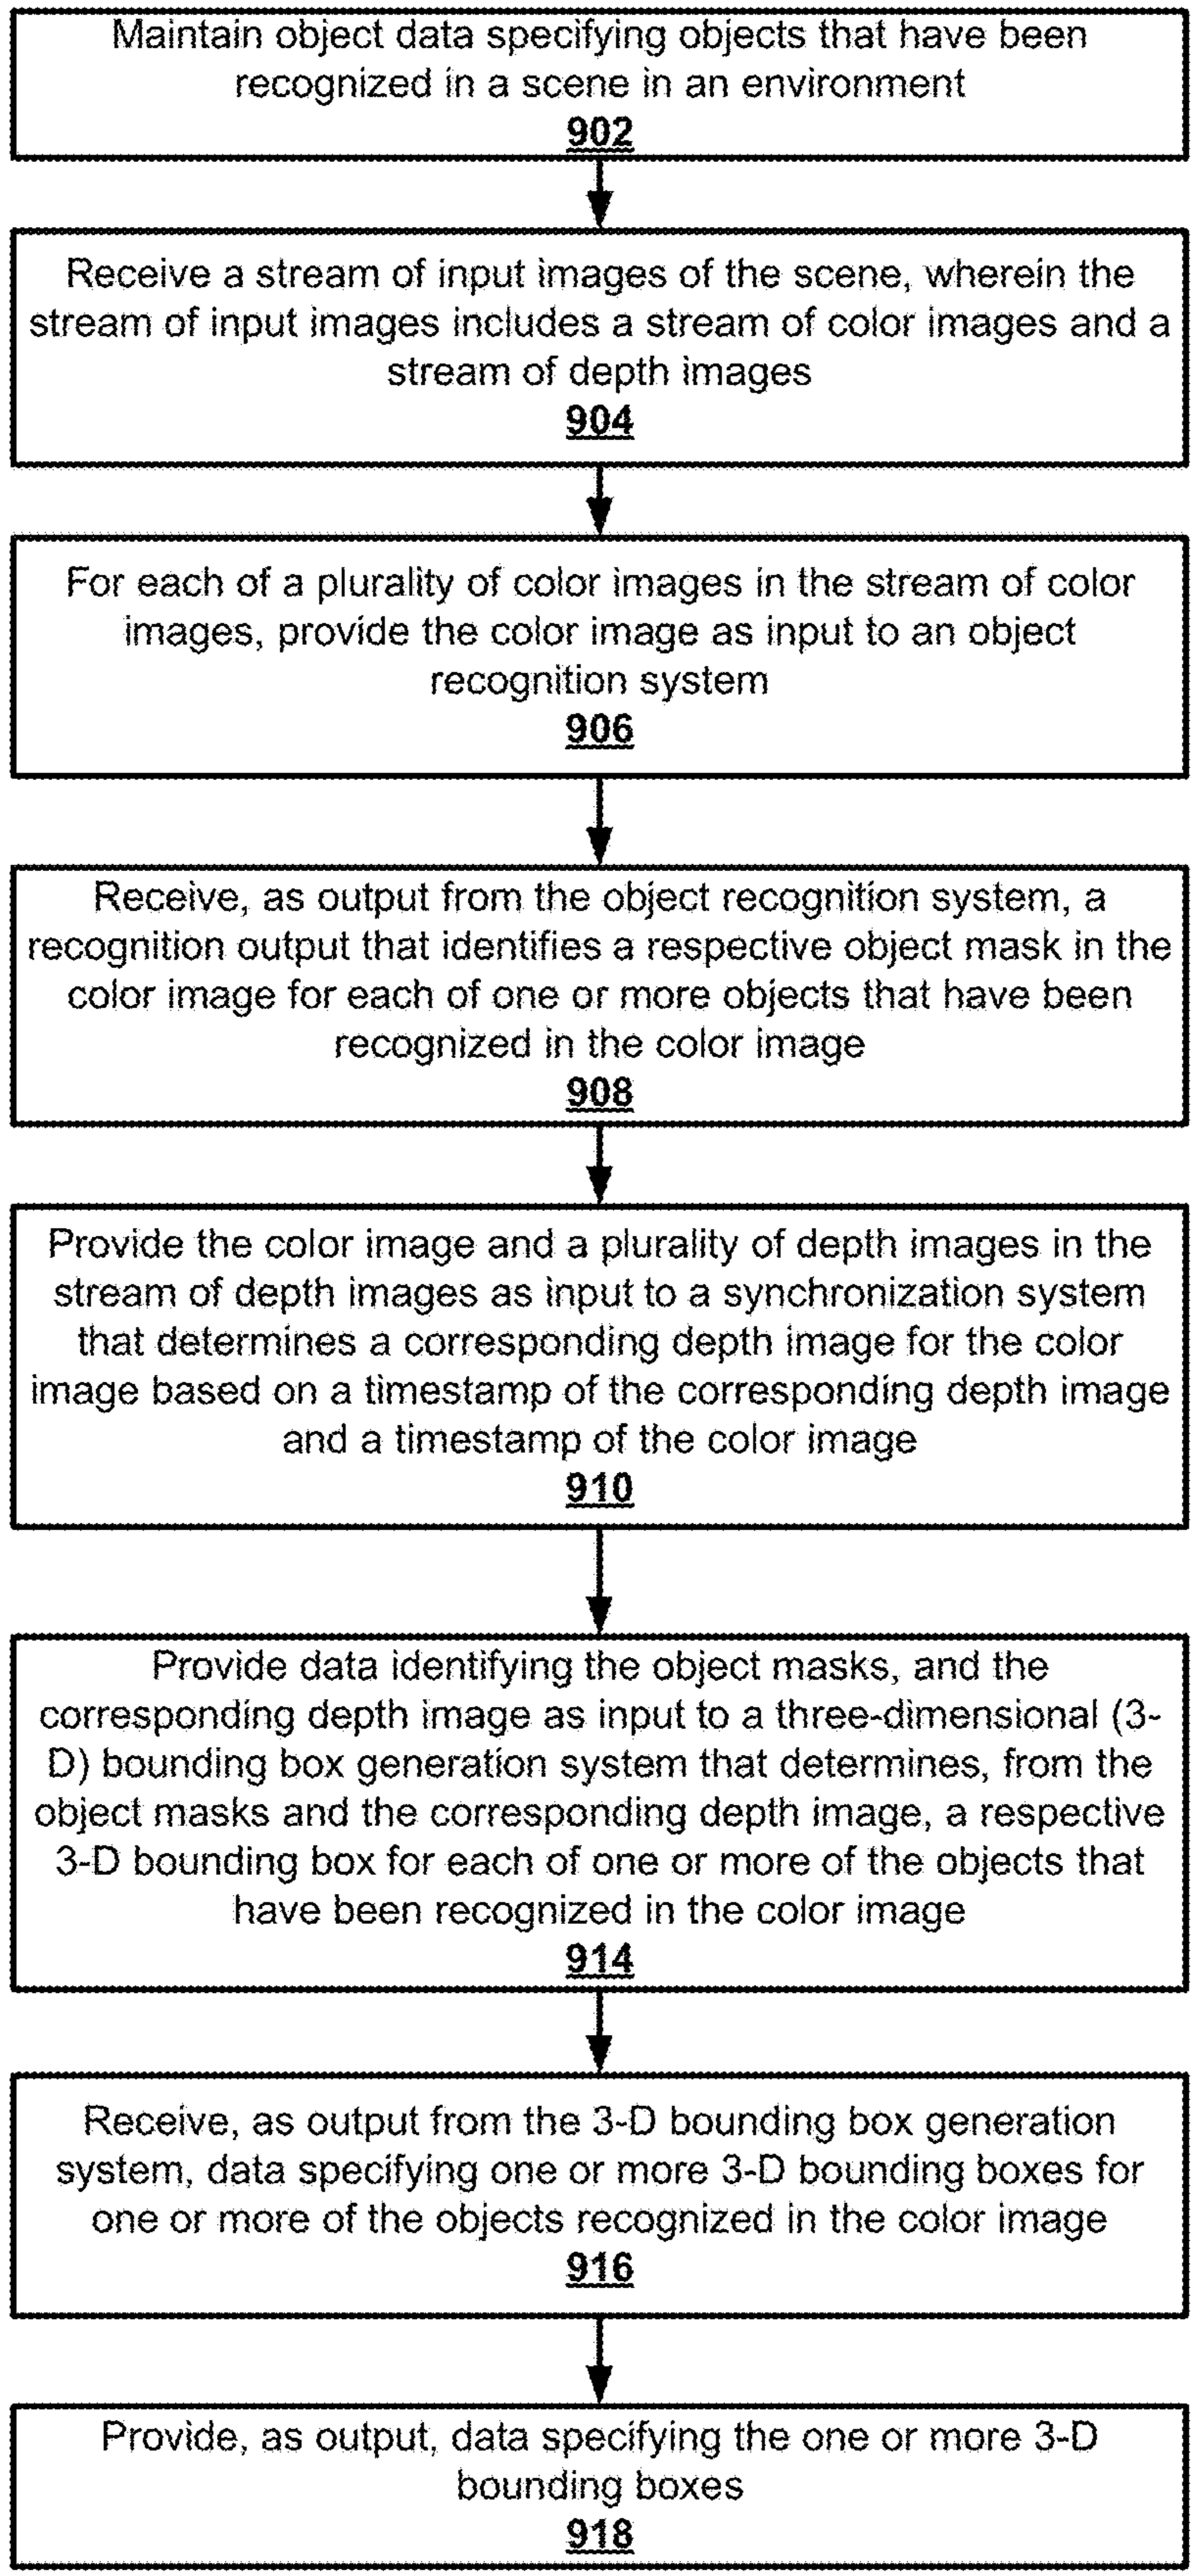 Maintain object data specifying objects that have been
recognized in a scene in an environment
902
Receive a stream of input images of the scene, wherein the
stream of input images includes a stream of color images and a
stream of depth images
904
For each of a plurality of color images in the stream of color
images, provide the color image as input to an object
recognition system
906
Receive, as output from the object recognition system, a
recognition output that identifies a respective object mask in the
color image for each of one or more objects that have been
recognized in the color image
908
Provide the color image and a plurality of depth images in the
stream of depth images as input to a synchronization system
that determines a corresponding depth image for the color
image based on a timestamp of the corresponding depth image
and a timestamp of the color image
910
Provide data identifying the object masks, and the
corresponding depth image as input to a three-dimensional (3-
D) bounding box generation system that determines, from the
object masks and the corresponding depth image, a respective
3-D bounding box for each of one or more of the objects that
have been recognized in the color image
914
Receive, as output from the 3-D bounding box generation
system, data specifying one or more 3-D bounding boxes for
one or more of the objects recognized in the color image
916
Provide, as output, data specifying the one or more 3-D
bounding boxes
918